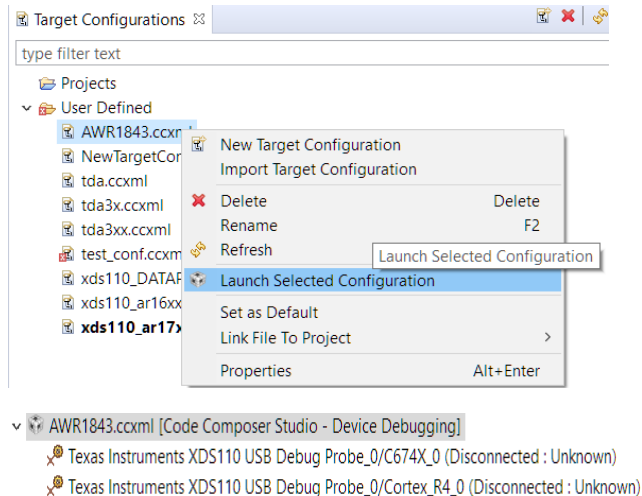 Target Configurations
type filter text
Projects
User Defined
AWR1843.ccxml
New Target Configuration
Import Target Configuration
Delete Delete
Rename F2
Refresh
Launch Selected Configuration
Launch Selected Configuration
Set as Default
Link File To Project
Properties Alt+Enter
NewTargetCor
tda.ccxml
tda3x.ccxml
tda3xx.ccxml
test_conf.ccxm
xds110_DATAP
xds110_ar16xx
xds110_ar17x
AWR1843.ccxml [Code Composer Studio - Device Debugging]
Texas Instruments XDS110 USB Debug Probe_0/C674X_0 (Disconnected : Unknown)
Texas Instruments XDS110 USB Debug Probe_0/Cortex_R4_0 (Disconnected : Unknown)